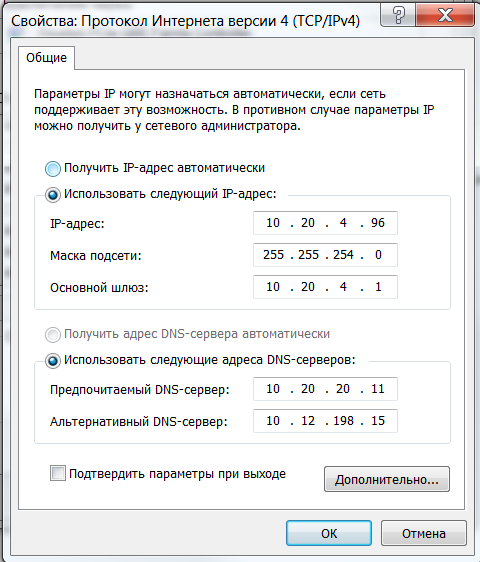 Свойства: Протокол Интернета версии 4 (TCP/IPv4)
Общие
Параметры IP могут назначаться автоматически, если сеть
поддерживает эту возможность. В противном случае параметры IP
можно получить у сетевого администратора.
Получить IP-адрес автоматически
Использовать следующий IP-адрес:
IP-адрес: 10 . 20 . 4 . 96
Маска подсети: 255 . 255 . 254 . 0
Основной шлюз: 10 . 20 . 4 . 1
Получить адрес DNS-сервера автоматически
Использовать следующие адреса DNS-серверов:
Предпочитаемый DNS-сервер: 10 . 20 . 20 . 11
Альтернативный DNS-сервер: 10 . 12 . 198 . 15
Подтвердить параметры при выходе
Дополнительно...
ОК Отмена